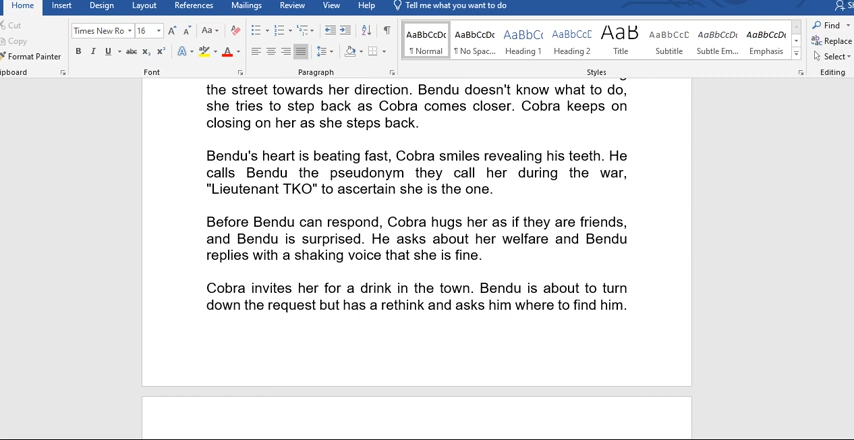 Home Insert Design Layout References Mailings Review View Help Tell me what you want to do
Cut
Copy
Format Painter
Times New Ro 16 Aa
B I U abc x₂ x² A A
¶
AaBbCcDc AaBbCcDc AaBbCc AaBbCcD AaB AaBbCcC AaBbCcDt AaBbCcDt
¶ Normal ¶ No Spac... Heading 1 Heading 2 Title Subtitle Subtle Em... Emphasis
Find
Replace
Select
ipboard Font Paragraph Styles Editing
the street towards her direction. Bendu doesn't know what to do,
she tries to step back as Cobra comes closer. Cobra keeps on
closing on her as she steps back.
Bendu's heart is beating fast, Cobra smiles revealing his teeth. He
calls Bendu the pseudonym they call her during the war,
"Lieutenant TKO" to ascertain she is the one.
Before Bendu can respond, Cobra hugs her as if they are friends,
and Bendu is surprised. He asks about her welfare and Bendu
replies with a shaking voice that she is fine.
Cobra invites her for a drink in the town. Bendu is about to turn
down the request but has a rethink and asks him where to find him.